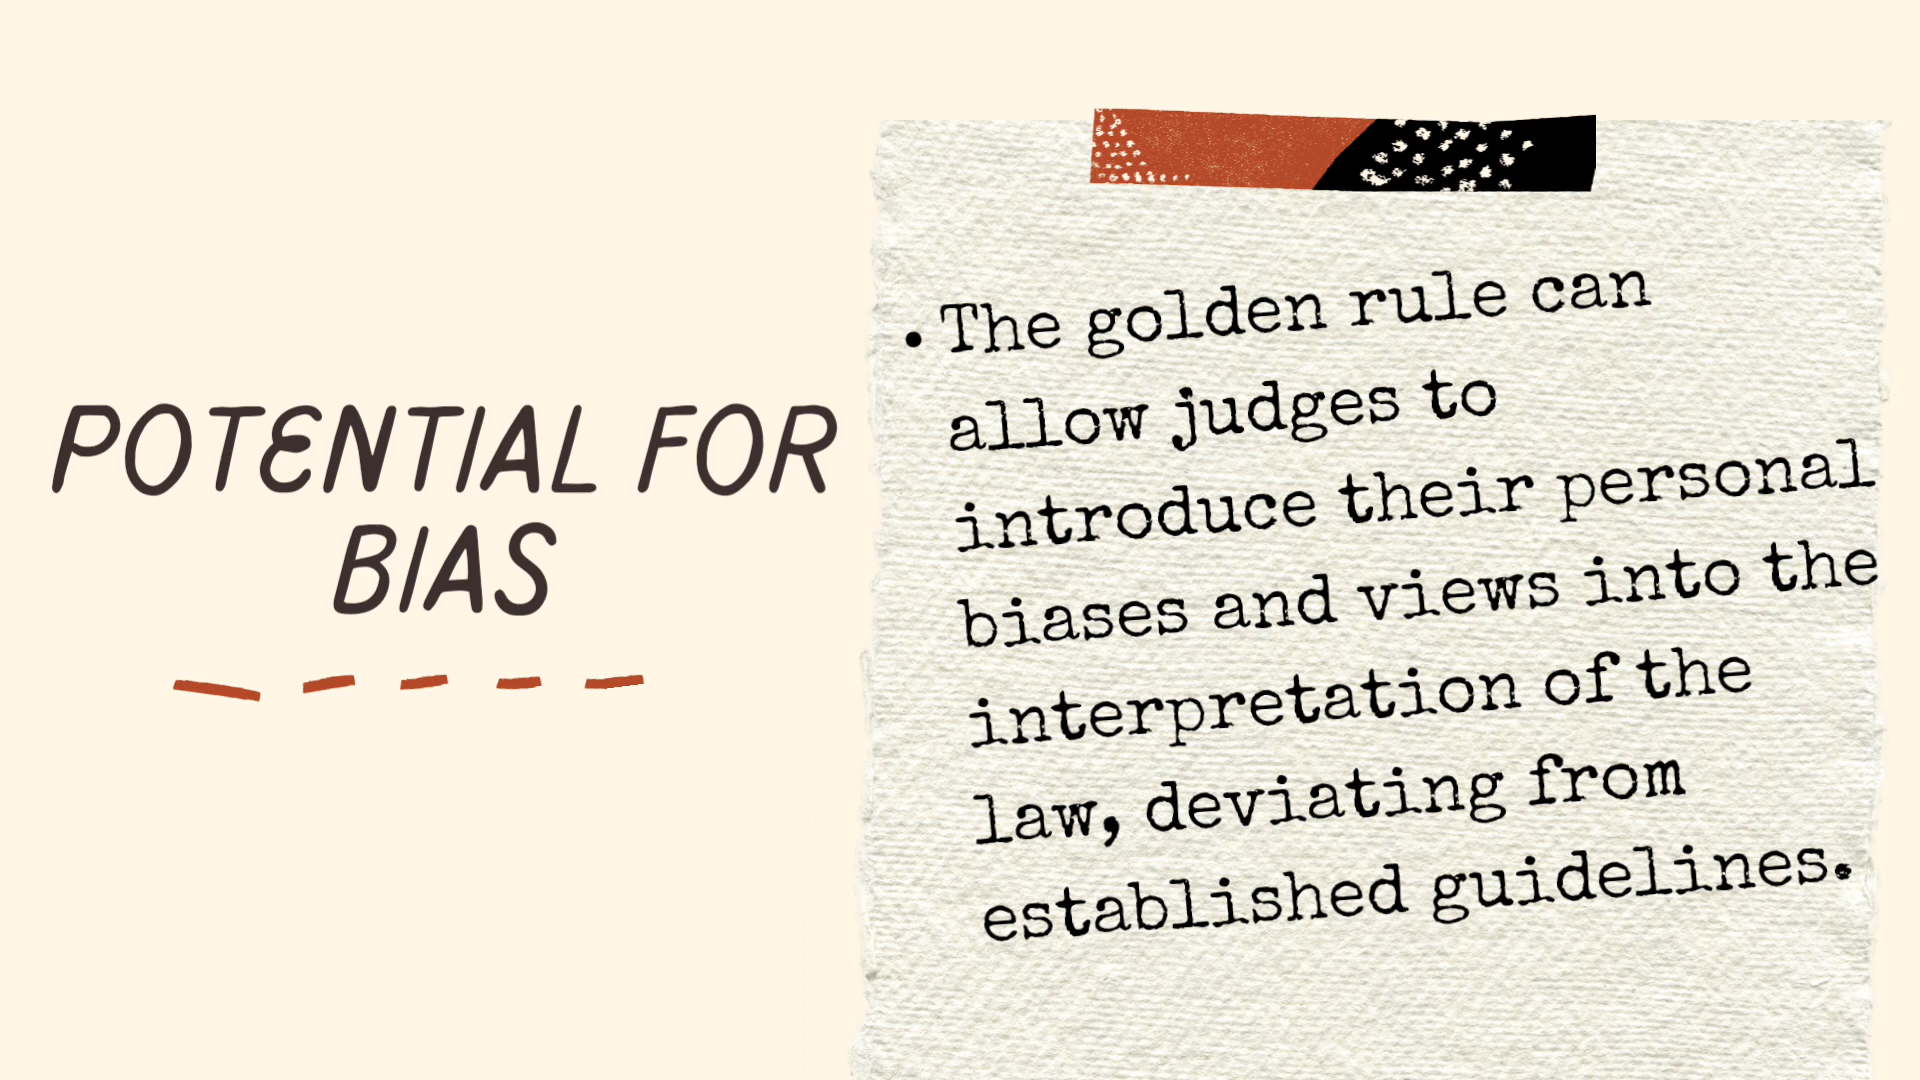 POTENTIAL FOR
BIAS
• The golden rule can
allow judges to
introduce their personal
biases and views into the
interpretation of the
law, deviating from
established guidelines.